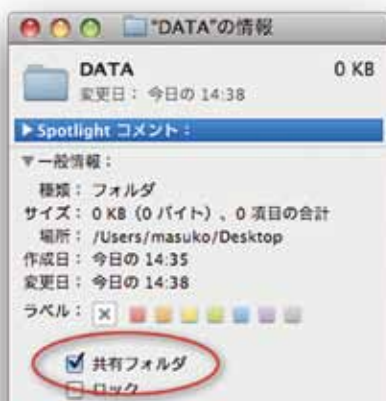 "DATA"の情報
DATA 0 KB
変更日： 今日の 14:38
▶Spotlight コメント：
▼一般情報：
種類： フォルダ
サイズ： 0 KB（0 バイト）、0 項目の合計
場所： /Users/masuko/Desktop
作成日： 今日の 14:35
変更日： 今日の 14:38
ラベル：
共有フォルダ
ロック